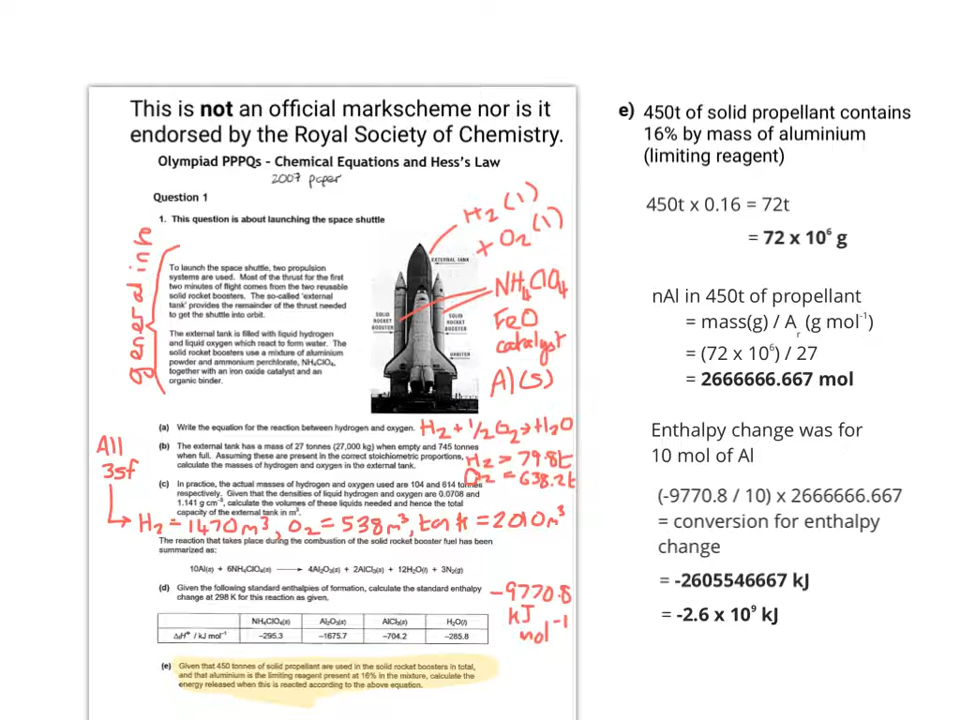 This is not an official markscheme nor is it
endorsed by the Royal Society of Chemistry.
Olympiad PPPQs - Chemical Equations and Hess's Law
2007 paper
Question 1
1. This question is about launching the space shuttle
general info
To launch the space shuttle, two propulsion
systems are used. Most of the thrust for the first
two minutes of flight comes from the two reusable
solid rocket boosters. The so-called 'external
tank' provides the remainder of the thrust needed
to get the shuttle into orbit.
The external tank is filled with liquid hydrogen
and liquid oxygen which react to form water. The
solid rocket boosters use a mixture of aluminium
powder and ammonium perchlorate, NH₄ClO₄,
together with an iron oxide catalyst and an
organic binder.
EXTERNAL TANK
SOLID ROCKET BOOSTER
SOLID ROCKET BOOSTER
ORBITER
H₂ (l)
+ O₂ (l)
NH₄ClO₄
FeO
catalyst
Al(s)
(a) Write the equation for the reaction between hydrogen and oxygen. H₂ + ½O₂ → H₂O
(b) The external tank has a mass of 27 tonnes (27,000 kg) when empty and 745 tonnes
when full. Assuming these are present in the correct stoichiometric proportions,
calculate the masses of hydrogen and oxygen in the external tank.
H₂ = 79.8t
O₂ = 638.2t
(c) In practice, the actual masses of hydrogen and oxygen used are 104 and 614 tonnes
respectively. Given that the densities of liquid hydrogen and oxygen are 0.0708 and
1.141 g cm⁻³, calculate the volumes of these liquids needed and hence the total
capacity of the external tank in m³.
All
3sf
H₂ = 1470m³, O₂ = 538m³, tank = 2010m³
The reaction that takes place during the combustion of the solid rocket booster fuel has been
summarized as:
10Al(s) + 6NH₄ClO₄(s) → 4Al₂O₃(s) + 2AlCl₃(s) + 12H₂O(l) + 3N₂(g)
(d) Given the following standard enthalpies of formation, calculate the standard enthalpy
change at 298 K for this reaction as given.
-9770.8
kJ
mol⁻¹
NH₄ClO₄(s) Al₂O₃(s) AlCl₃(s) H₂O(l)
ΔfH° / kJ mol⁻¹ −295.3 −1675.7 −704.2 −285.8
(e) Given that 450 tonnes of solid propellant are used in the solid rocket boosters in total,
and that aluminium is the limiting reagent present at 16% in the mixture, calculate the
energy released when this is reacted according to the above equation.
e) 450t of solid propellant contains
16% by mass of aluminium
(limiting reagent)
450t x 0.16 = 72t
= 72 x 10⁶ g
nAl in 450t of propellant
= mass(g) / Aᵣ (g mol⁻¹)
= (72 x 10⁶) / 27
= 2666666.667 mol
Enthalpy change was for
10 mol of Al
(-9770.8 / 10) x 2666666.667
= conversion for enthalpy
change
= -2605546667 kJ
= -2.6 x 10⁹ kJ